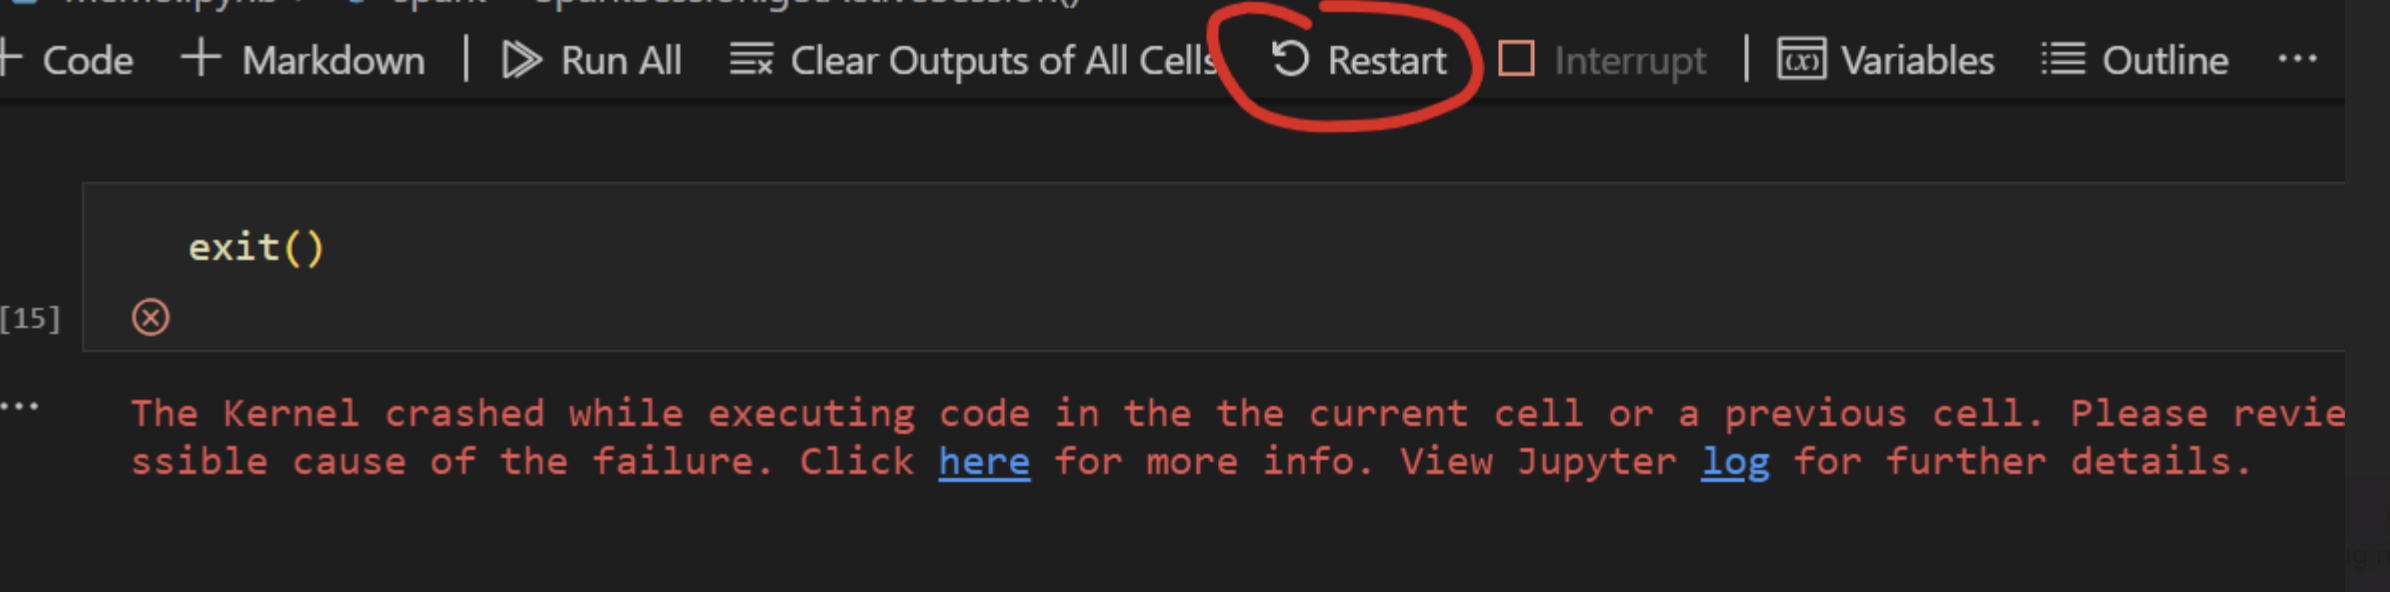 Code Markdown | Run All Clear Outputs of All Cells Restart Interrupt | Variables Outline ...
exit()
[15]
... The Kernel crashed while executing code in the the current cell or a previous cell. Please revie
ssible cause of the failure. Click here for more info. View Jupyter log for further details.